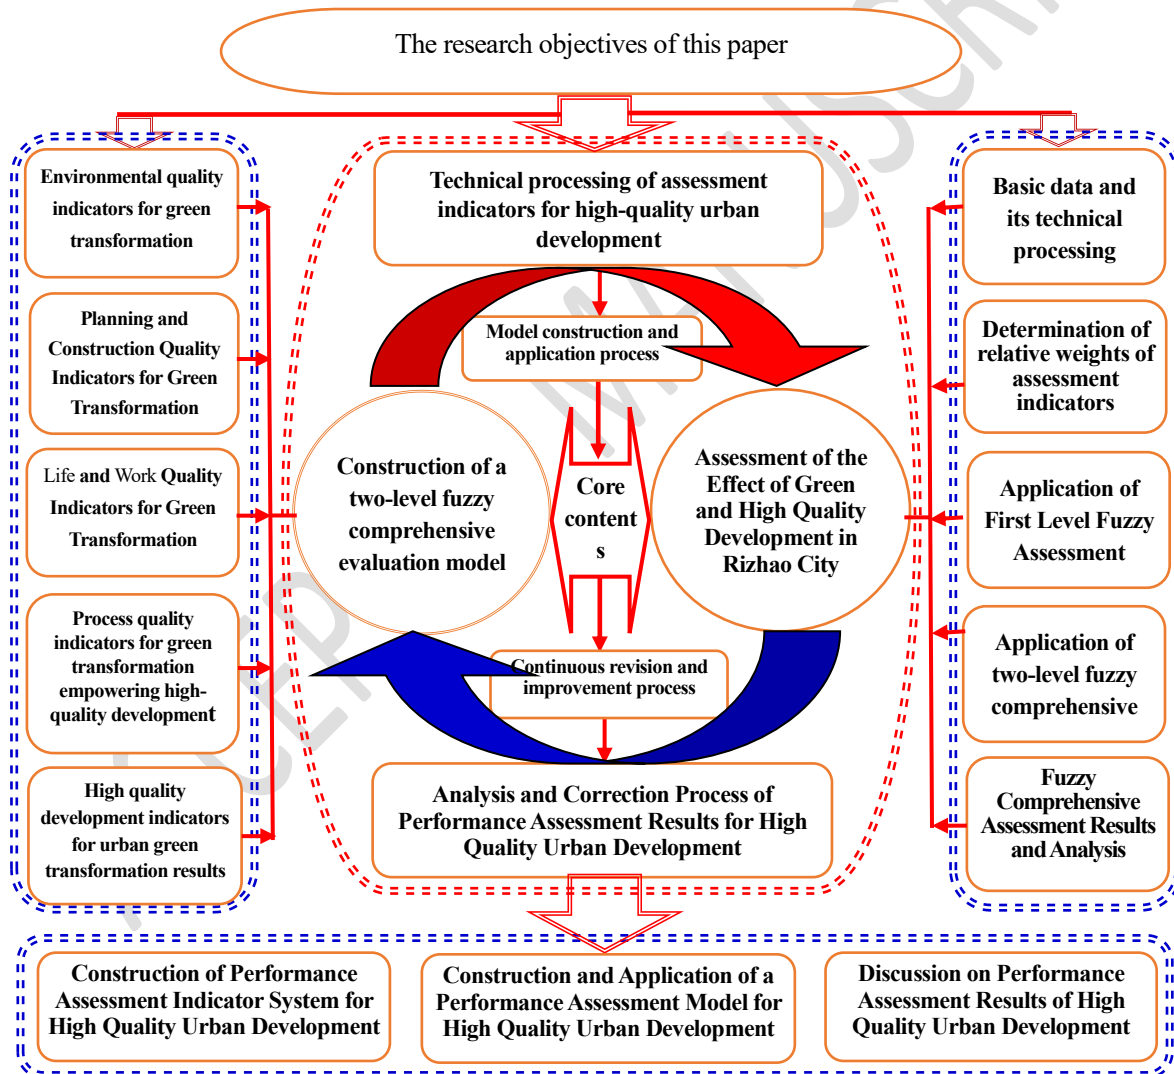 The research objectives of this paper
Environmental quality
indicators for green
transformation
Planning and
Construction Quality
Indicators for Green
Transformation
Life and Work Quality
Indicators for Green
Transformation
Process quality
indicators for green
transformation
empowering high-
quality development
High quality
development indicators
for urban green
transformation results
Technical processing of assessment
indicators for high-quality urban
development
Model construction and
application process
Construction of a
two-level fuzzy
comprehensive
evaluation model
Core
content
s
Assessment of the
Effect of Green
and High Quality
Development in
Rizhao City
Continuous revision and
improvement process
Analysis and Correction Process of
Performance Assessment Results for High
Quality Urban Development
Basic data and
its technical
processing
Determination of
relative weights of
assessment
indicators
Application of
First Level Fuzzy
Assessment
Application of
two-level fuzzy
comprehensive
Fuzzy
Comprehensive
Assessment Results
and Analysis
Construction of Performance
Assessment Indicator System for
High Quality Urban Development
Construction and Application of a
Performance Assessment Model for
High Quality Urban Development
Discussion on Performance
Assessment Results of High
Quality Urban Development